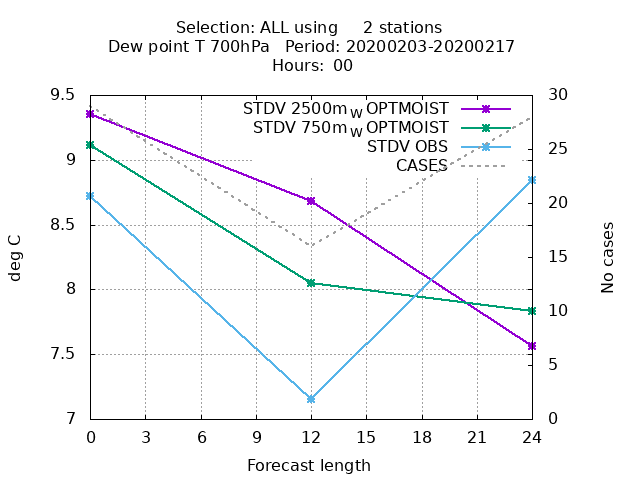 Selection: ALL using     2 stations
Dew point T 700hPa   Period: 20200203-20200217
Hours:  00
9.5
9
8.5
8
7.5
7
30
25
20
15
10
5
0
STDV 2500m_W OPTMOIST
STDV 750m_W OPTMOIST
STDV OBS
CASES
deg C
No cases
0 3 6 9 12 15 18 21 24
Forecast length